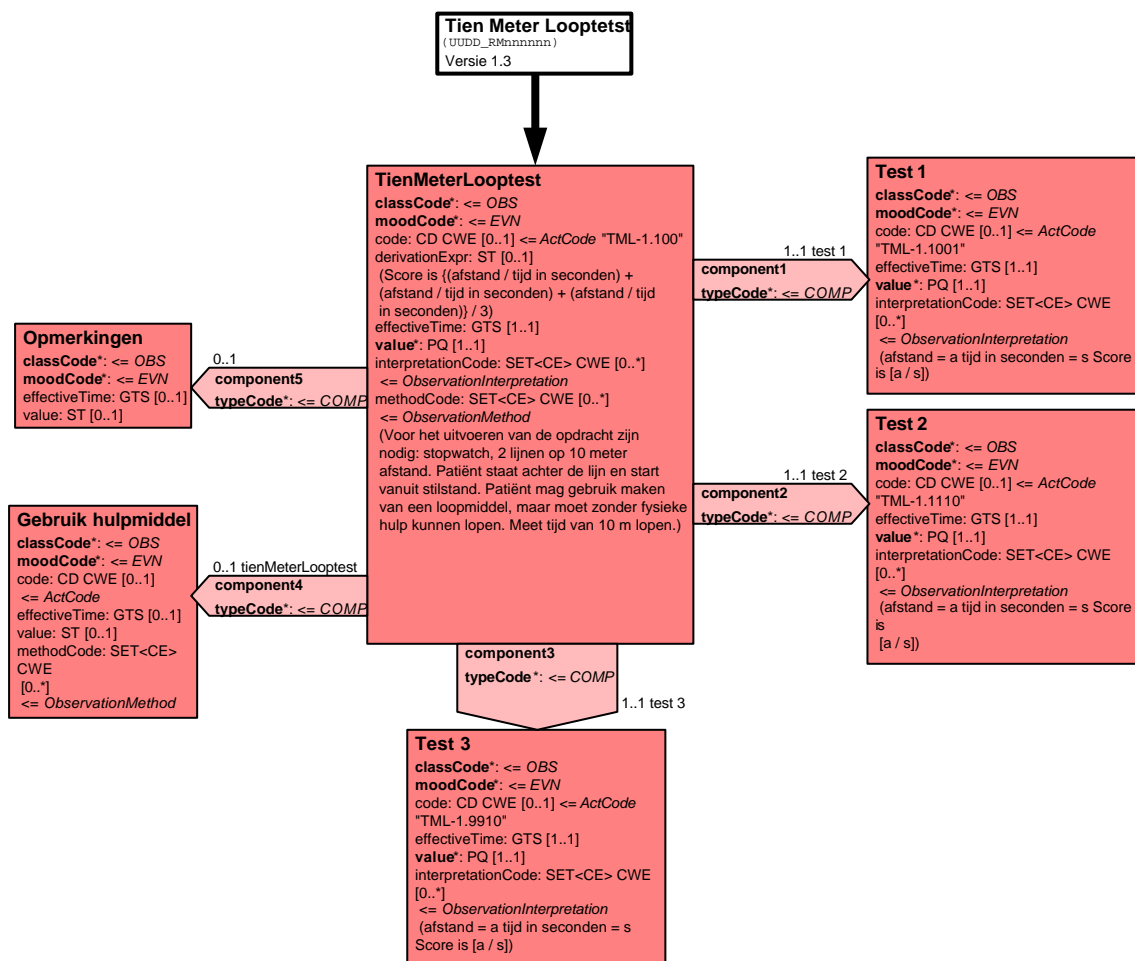 Tien Meter Looptetst
(UUDD_RMnnnnnn)
Versie 1.3
TienMeterLooptest
classCode*: <= OBS
moodCode*: <= EVN
code: CD CWE [0..1] <= ActCode "TML-1.100"
derivationExpr: ST [0..1]
(Score is {(afstand / tijd in seconden) +
(afstand / tijd in seconden) + (afstand / tijd
in seconden)} / 3)
effectiveTime: GTS [1..1]
value*: PQ [1..1]
interpretationCode: SET<CE> CWE [0..*]
<= ObservationInterpretation
methodCode: SET<CE> CWE [0..*]
<= ObservationMethod
(Voor het uitvoeren van de opdracht zijn
nodig: stopwatch, 2 lijnen op 10 meter
afstand. Patiënt staat achter de lijn en start
vanuit stilstand. Patiënt mag gebruik maken
van een loopmiddel, maar moet zonder fysieke
hulp kunnen lopen. Meet tijd van 10 m lopen.)
1..1 test 1
component1
typeCode*: <= COMP
Test 1
classCode*: <= OBS
moodCode*: <= EVN
code: CD CWE [0..1] <= ActCode
"TML-1.1001"
effectiveTime: GTS [1..1]
value*: PQ [1..1]
interpretationCode: SET<CE> CWE
[0..*]
<= ObservationInterpretation
(afstand = a tijd in seconden = s Score
is [a / s])
1..1 test 2
component2
typeCode*: <= COMP
Test 2
classCode*: <= OBS
moodCode*: <= EVN
code: CD CWE [0..1] <= ActCode
"TML-1.1110"
effectiveTime: GTS [1..1]
value*: PQ [1..1]
interpretationCode: SET<CE> CWE
[0..*]
<= ObservationInterpretation
(afstand = a tijd in seconden = s Score
is
[a / s])
Opmerkingen
classCode*: <= OBS
moodCode*: <= EVN
effectiveTime: GTS [0..1]
value: ST [0..1]
0..1
component5
typeCode*: <= COMP
Gebruik hulpmiddel
classCode*: <= OBS
moodCode*: <= EVN
code: CD CWE [0..1]
<= ActCode
effectiveTime: GTS [0..1]
value: ST [0..1]
methodCode: SET<CE>
CWE
[0..*]
<= ObservationMethod
0..1 tienMeterLooptest
component4
typeCode*: <= COMP
component3
typeCode*: <= COMP
1..1 test 3
Test 3
classCode*: <= OBS
moodCode*: <= EVN
code: CD CWE [0..1] <= ActCode
"TML-1.9910"
effectiveTime: GTS [1..1]
value*: PQ [1..1]
interpretationCode: SET<CE> CWE
[0..*]
<= ObservationInterpretation
(afstand = a tijd in seconden = s
Score is [a / s])